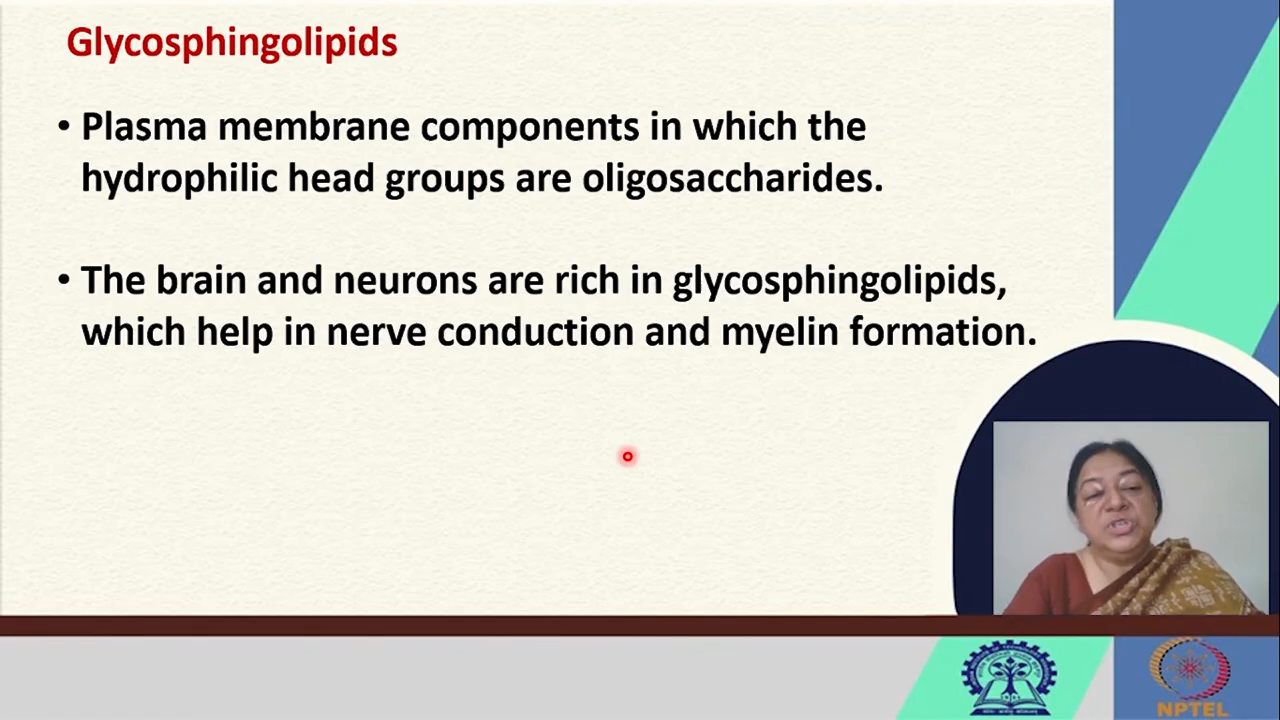 Glycosphingolipids
• Plasma membrane components in which the
hydrophilic head groups are oligosaccharides.
• The brain and neurons are rich in glycosphingolipids,
which help in nerve conduction and myelin formation.
NPTEL